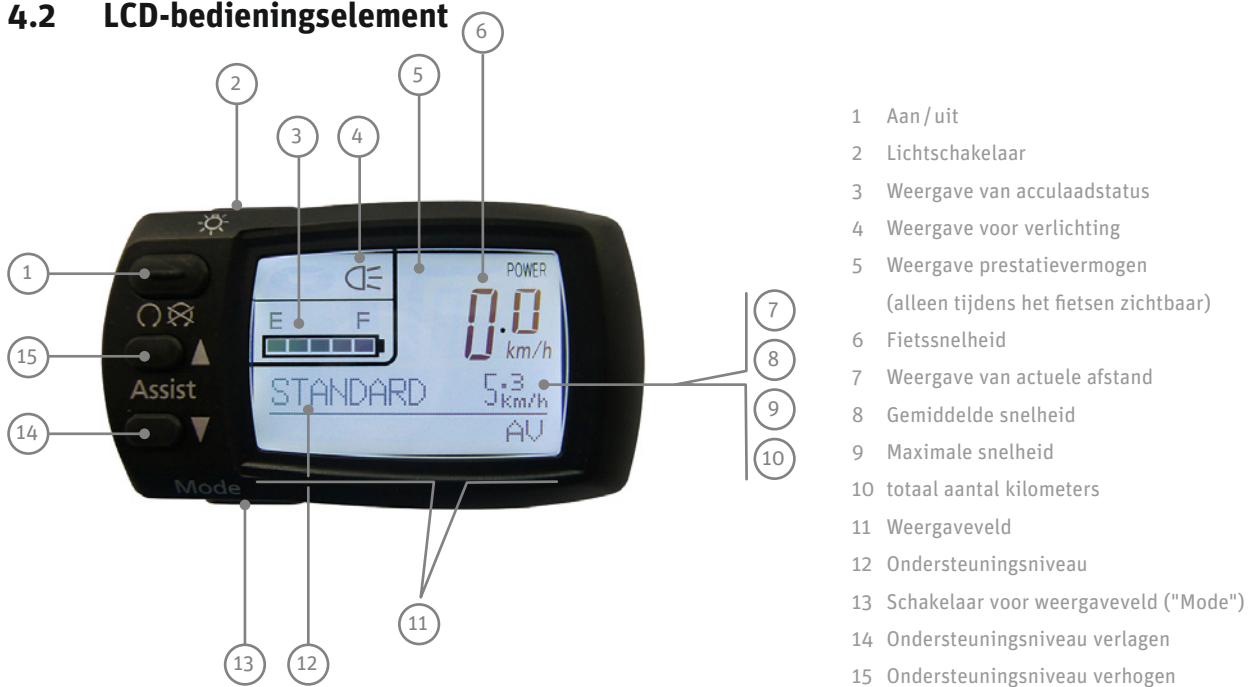 4.2 LCD-bedieningselement
6
2
5
3
4
1
POWER
E F
0.0
km/h
7
8
9
10
15
Assist
STANDARD 5.3
km/h
14
AV
Mode
11
13
12
1 Aan / uit
2 Lichtschakelaar
3 Weergave van acculaadstatus
4 Weergave voor verlichting
5 Weergave prestatievermogen
(alleen tijdens het fietsen zichtbaar)
6 Fietssnelheid
7 Weergave van actuele afstand
8 Gemiddelde snelheid
9 Maximale snelheid
10 totaal aantal kilometers
11 Weergaveveld
12 Ondersteuningsniveau
13 Schakelaar voor weergaveveld ("Mode")
14 Ondersteuningsniveau verlagen
15 Ondersteuningsniveau verhogen